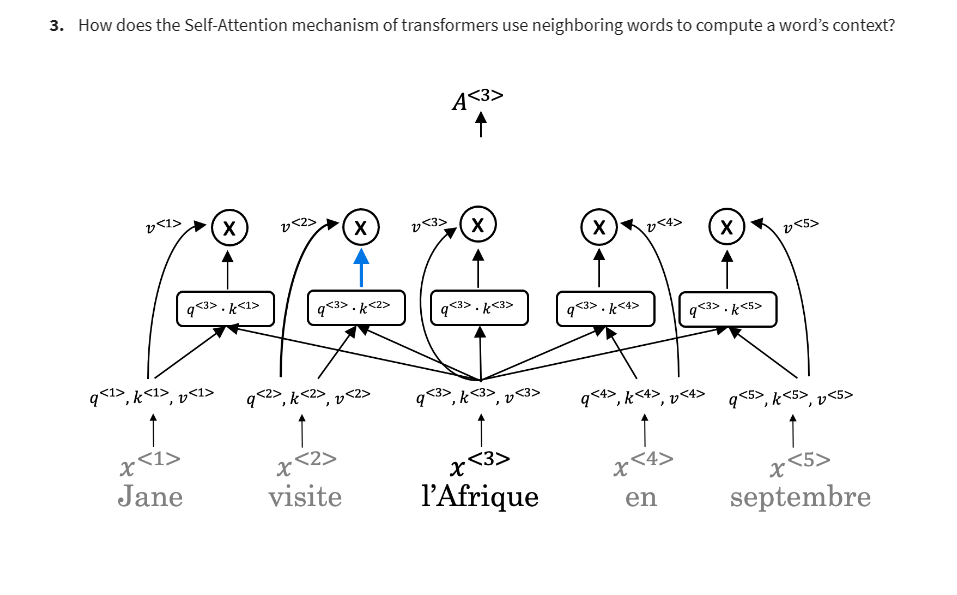 3. How does the Self-Attention mechanism of transformers use neighboring words to compute a word’s context?
A<3>
v<1> X v<2> X v<3> X X v<4> X v<5>
q<3> · k<1> q<3> · k<2> q<3> · k<3> q<3> · k<4> q<3> · k<5>
q<1>, k<1>, v<1> q<2>, k<2>, v<2> q<3>, k<3>, v<3> q<4>, k<4>, v<4> q<5>, k<5>, v<5>
x<1> x<2> x<3> x<4> x<5>
Jane visite l’Afrique en septembre